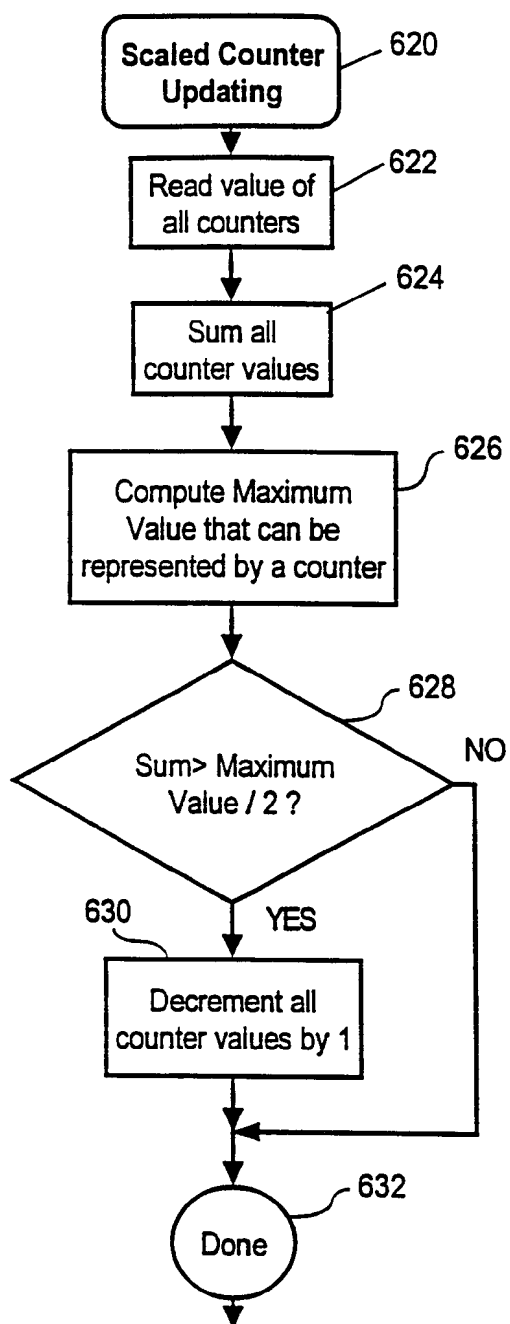 Scaled Counter
Updating
620
Read value of
all counters
622
624
Sum all
counter values
626
Compute Maximum
Value that can be
represented by a counter
628
Sum> Maximum
Value / 2 ?
NO
YES
630
Decrement all
counter values by 1
632
Done